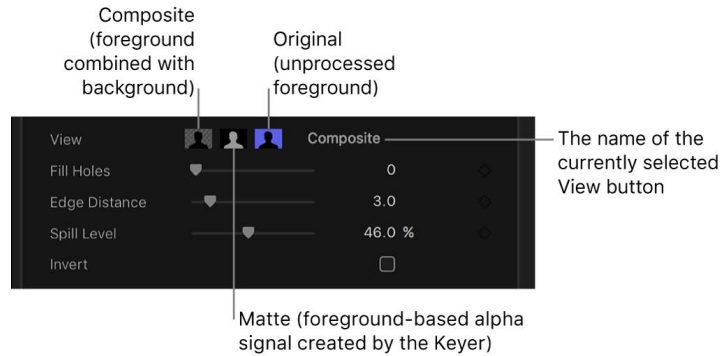 Composite
(foreground
combined with
background)
Original
(unprocessed
foreground)
View
Composite
The name of the
currently selected
View button
Fill Holes
0
Edge Distance
3.0
Spill Level
46.0 %
Invert
Matte (foreground-based alpha
signal created by the Keyer)